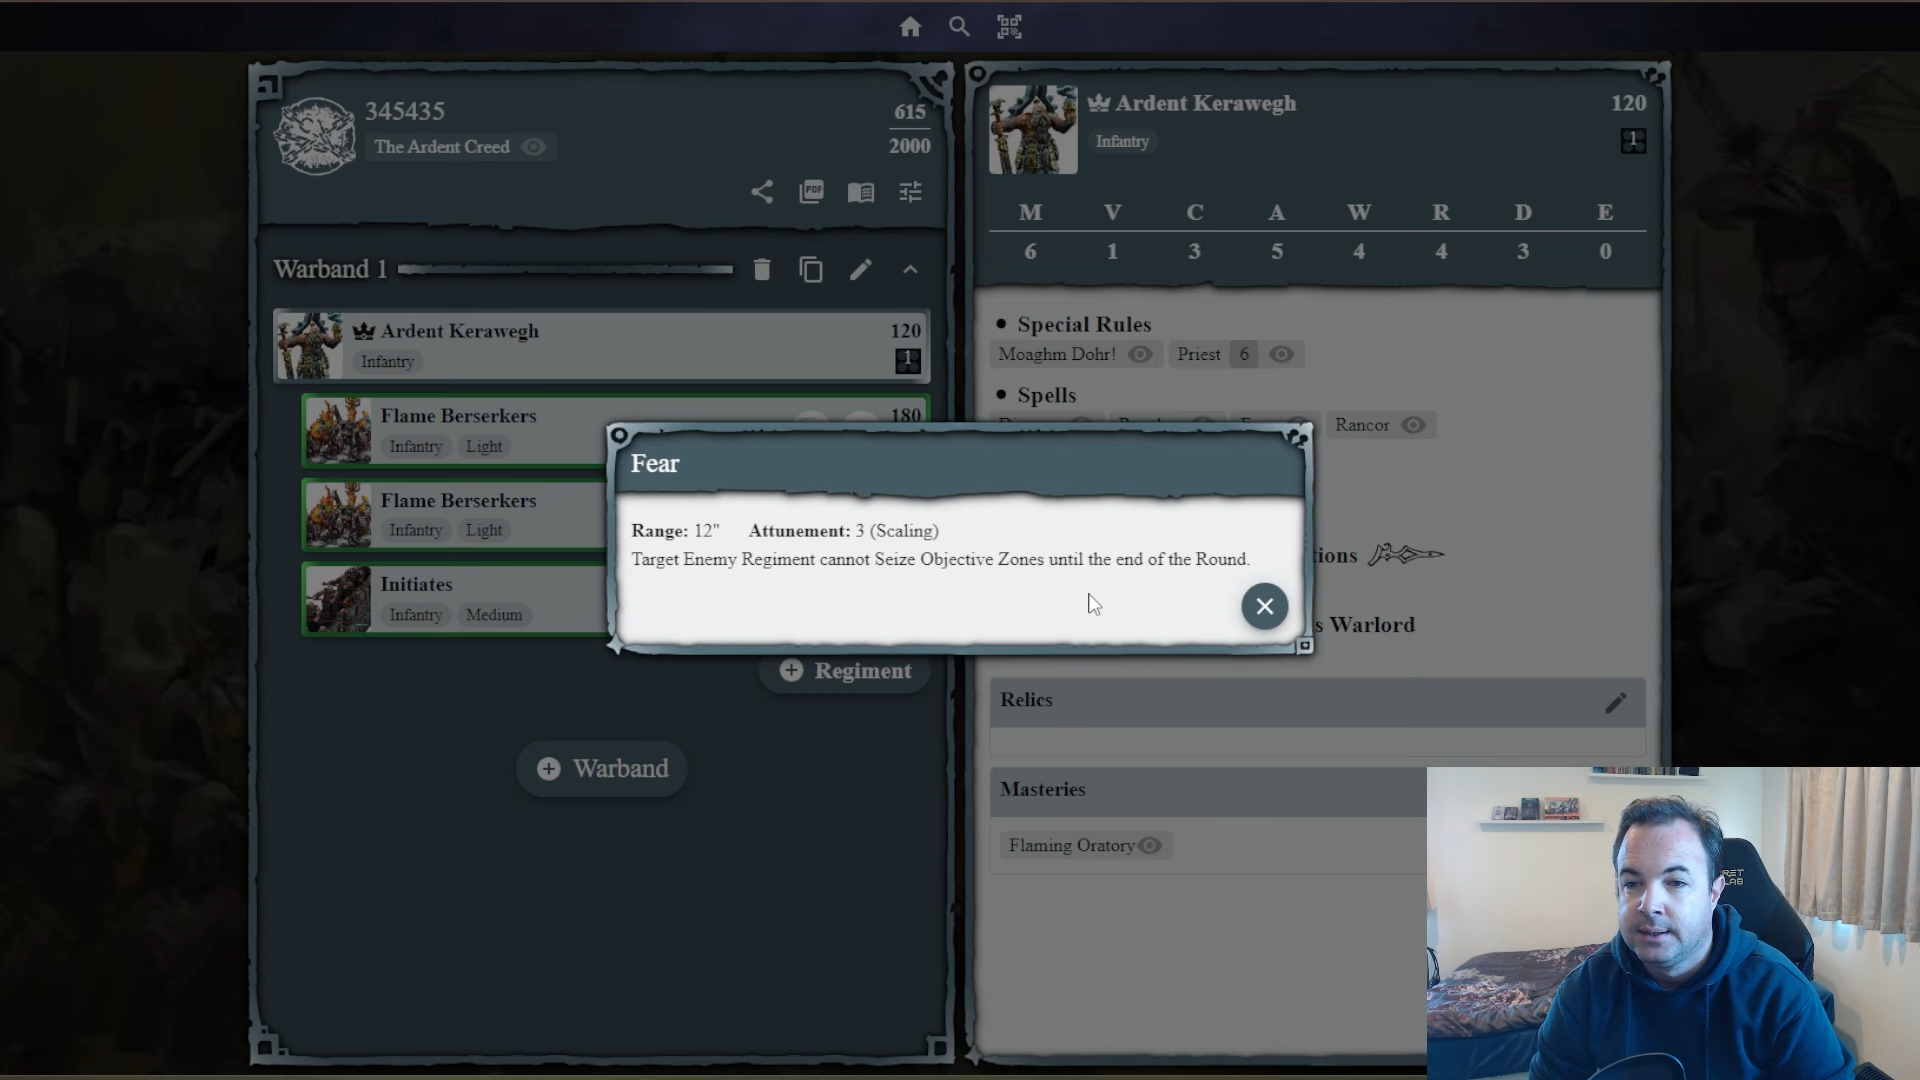 345435
615
The Ardent Creed
2000
PDF
Warband 1
Ardent Kerawegh
120
Infantry
1
Flame Berserkers
180
Infantry Light
Flame Berserkers
Infantry Light
Initiates
Infantry Medium
Regiment
Warband
Ardent Kerawegh
120
Infantry
1
M V C A W R D E
6 1 3 5 4 4 3 0
Special Rules
Moaghm Dohr! Priest 6
Spells
Rancor
Fear
Range: 12" Attunement: 3 (Scaling)
Target Enemy Regiment cannot Seize Objective Zones until the end of the Round.
tions
s Warlord
Relics
Masteries
Flaming Oratory